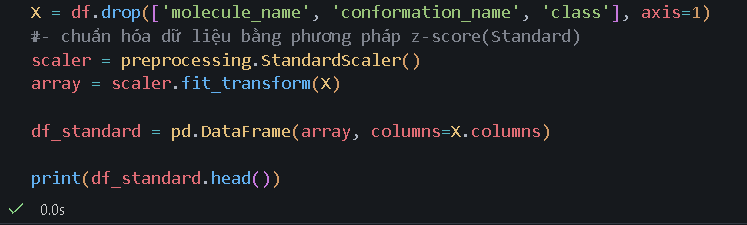 X = df.drop(['molecule_name', 'conformation_name', 'class'], axis=1)
#- chuẩn hóa dữ liệu bằng phương pháp z-score(Standard)
scaler = preprocessing.StandardScaler()
array = scaler.fit_transform(X)
df_standard = pd.DataFrame(array, columns=X.columns)
print(df_standard.head())
0.0s